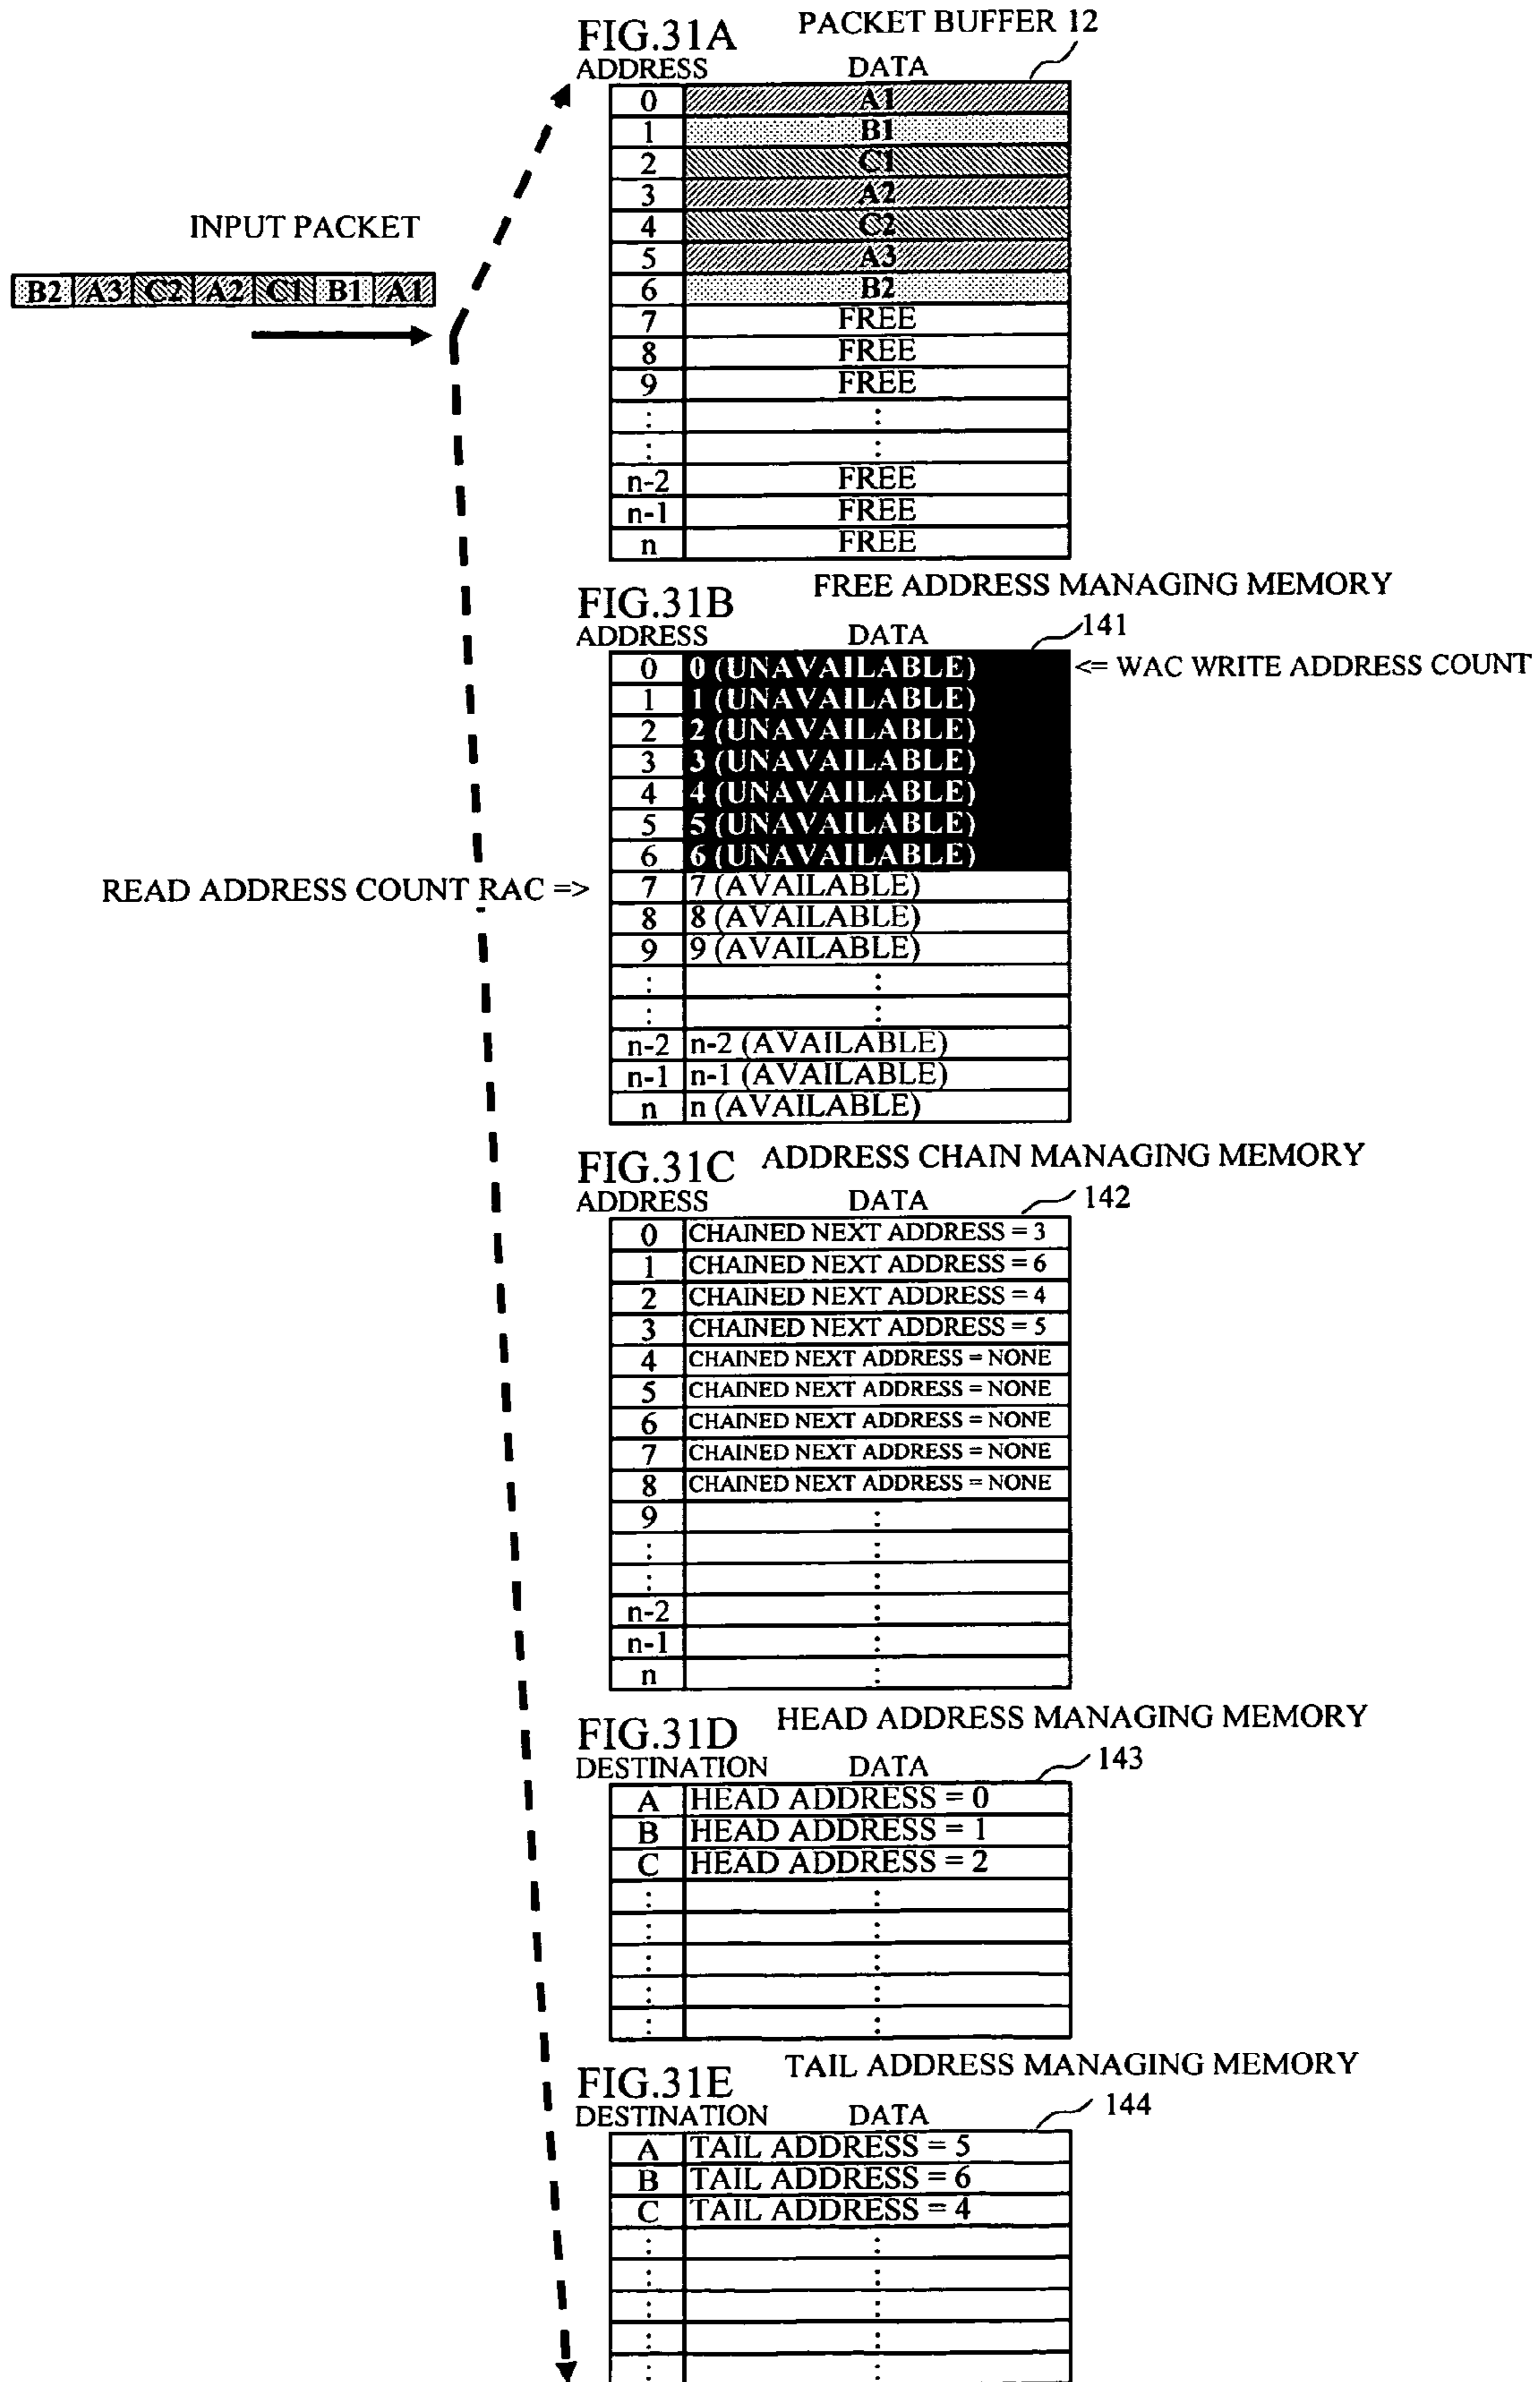 FIG.31A
PACKET BUFFER 12
ADDRESS DATA
0 A1
1 B1
2 C1
3 A2
4 C2
5 A3
6 B2
7 FREE
8 FREE
9 FREE
: :
: :
n-2 FREE
n-1 FREE
n FREE
INPUT PACKET
B2 A3 C2 A2 C1 B1 A1
FIG.31B
FREE ADDRESS MANAGING MEMORY
141
ADDRESS DATA
0 0 (UNAVAILABLE) <= WAC WRITE ADDRESS COUNT
1 1 (UNAVAILABLE)
2 2 (UNAVAILABLE)
3 3 (UNAVAILABLE)
4 4 (UNAVAILABLE)
5 5 (UNAVAILABLE)
6 6 (UNAVAILABLE)
READ ADDRESS COUNT RAC => 7 7 (AVAILABLE)
8 8 (AVAILABLE)
9 9 (AVAILABLE)
: :
: :
n-2 n-2 (AVAILABLE)
n-1 n-1 (AVAILABLE)
n n (AVAILABLE)
FIG.31C
ADDRESS CHAIN MANAGING MEMORY
142
ADDRESS DATA
0 CHAINED NEXT ADDRESS = 3
1 CHAINED NEXT ADDRESS = 6
2 CHAINED NEXT ADDRESS = 4
3 CHAINED NEXT ADDRESS = 5
4 CHAINED NEXT ADDRESS = NONE
5 CHAINED NEXT ADDRESS = NONE
6 CHAINED NEXT ADDRESS = NONE
7 CHAINED NEXT ADDRESS = NONE
8 CHAINED NEXT ADDRESS = NONE
9 :
: :
: :
n-2 :
n-1 :
n :
FIG.31D
HEAD ADDRESS MANAGING MEMORY
143
DESTINATION DATA
A HEAD ADDRESS = 0
B HEAD ADDRESS = 1
C HEAD ADDRESS = 2
: :
: :
: :
: :
: :
FIG.31E
TAIL ADDRESS MANAGING MEMORY
144
DESTINATION DATA
A TAIL ADDRESS = 5
B TAIL ADDRESS = 6
C TAIL ADDRESS = 4
: :
: :
: :
: :
: :